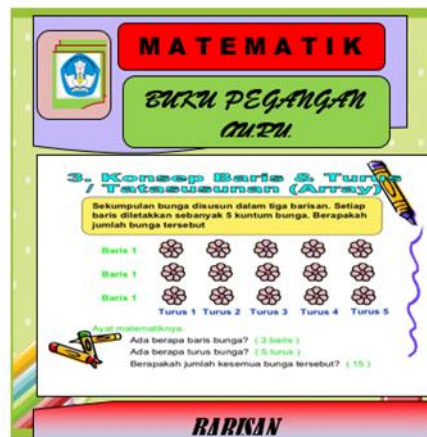 MATEMATIK
BUKU PEGANGAN
GURU.
3. Konsep Baris & Turus
/ Tatasusunan (Array)
Sekumpulan bunga disusun dalam tiga barisan. Setiap
baris diletakkan sebanyak 5 kuntum bunga. Berapakah
jumlah bunga tersebut
Baris 1
Baris 1
Baris 1
Turus 1 Turus 2 Turus 3 Turus 4 Turus 5
Ayat matematiknya.
Ada berapa baris bunga? ( 3 baris )
Ada berapa turus bunga? ( 5 turus )
Berapakah jumlah kesemua bunga tersebut? ( 15 )
BARISAN